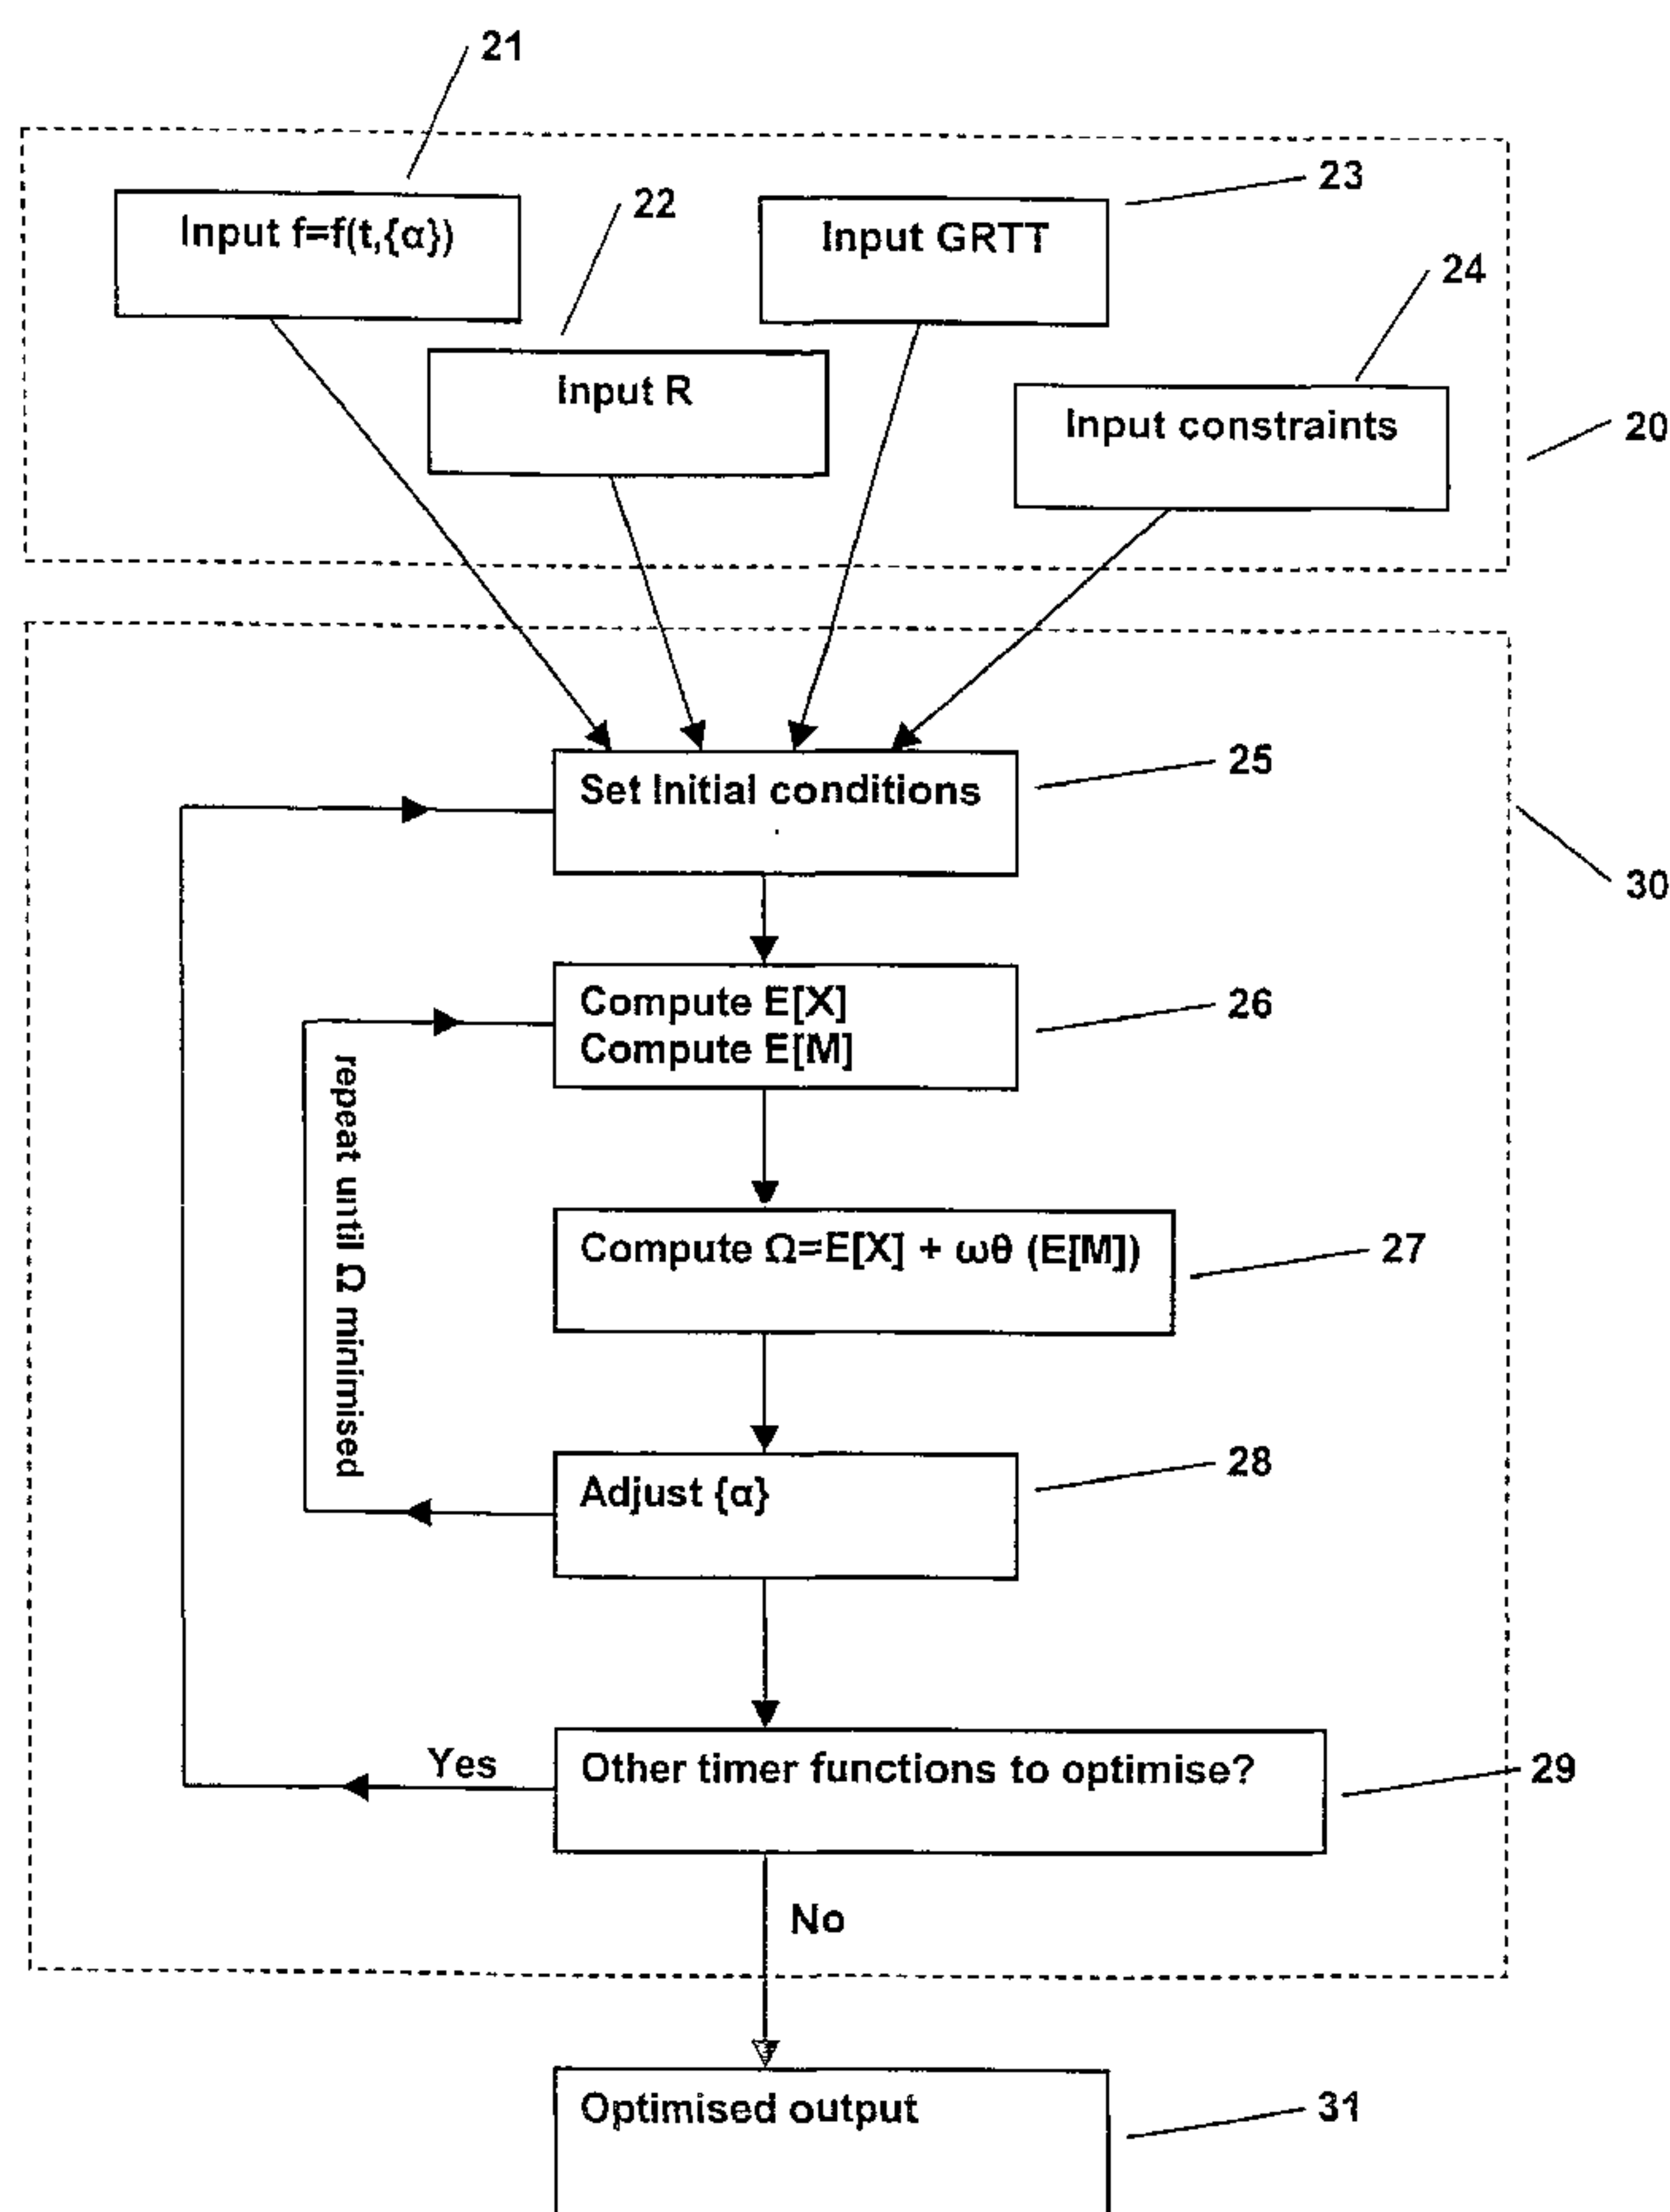 21
Input f=f(t,{α})
22
Input GRTT
23
Input R
24
Input constraints
20
Set Initial conditions
25
30
Compute E[X]
Compute E[M]
26
repeat until Ω minimised
Compute Ω=E[X] + ωθ (E[M])
27
Adjust {α}
28
Yes
Other timer functions to optimise?
29
No
Optimised output
31